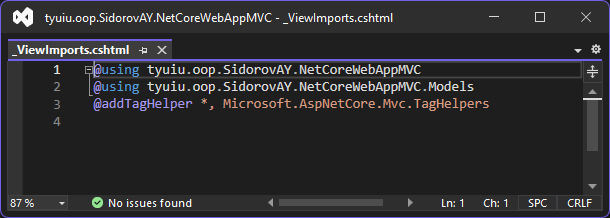 tyuiu.oop.SidorovAY.NetCoreWebAppMVC - _ViewImports.cshtml
_ViewImports.cshtml
1 @using tyuiu.oop.SidorovAY.NetCoreWebAppMVC
2 @using tyuiu.oop.SidorovAY.NetCoreWebAppMVC.Models
3 @addTagHelper *, Microsoft.AspNetCore.Mvc.TagHelpers
4
87 % No issues found Ln: 1 Ch: 1 SPC CRLF